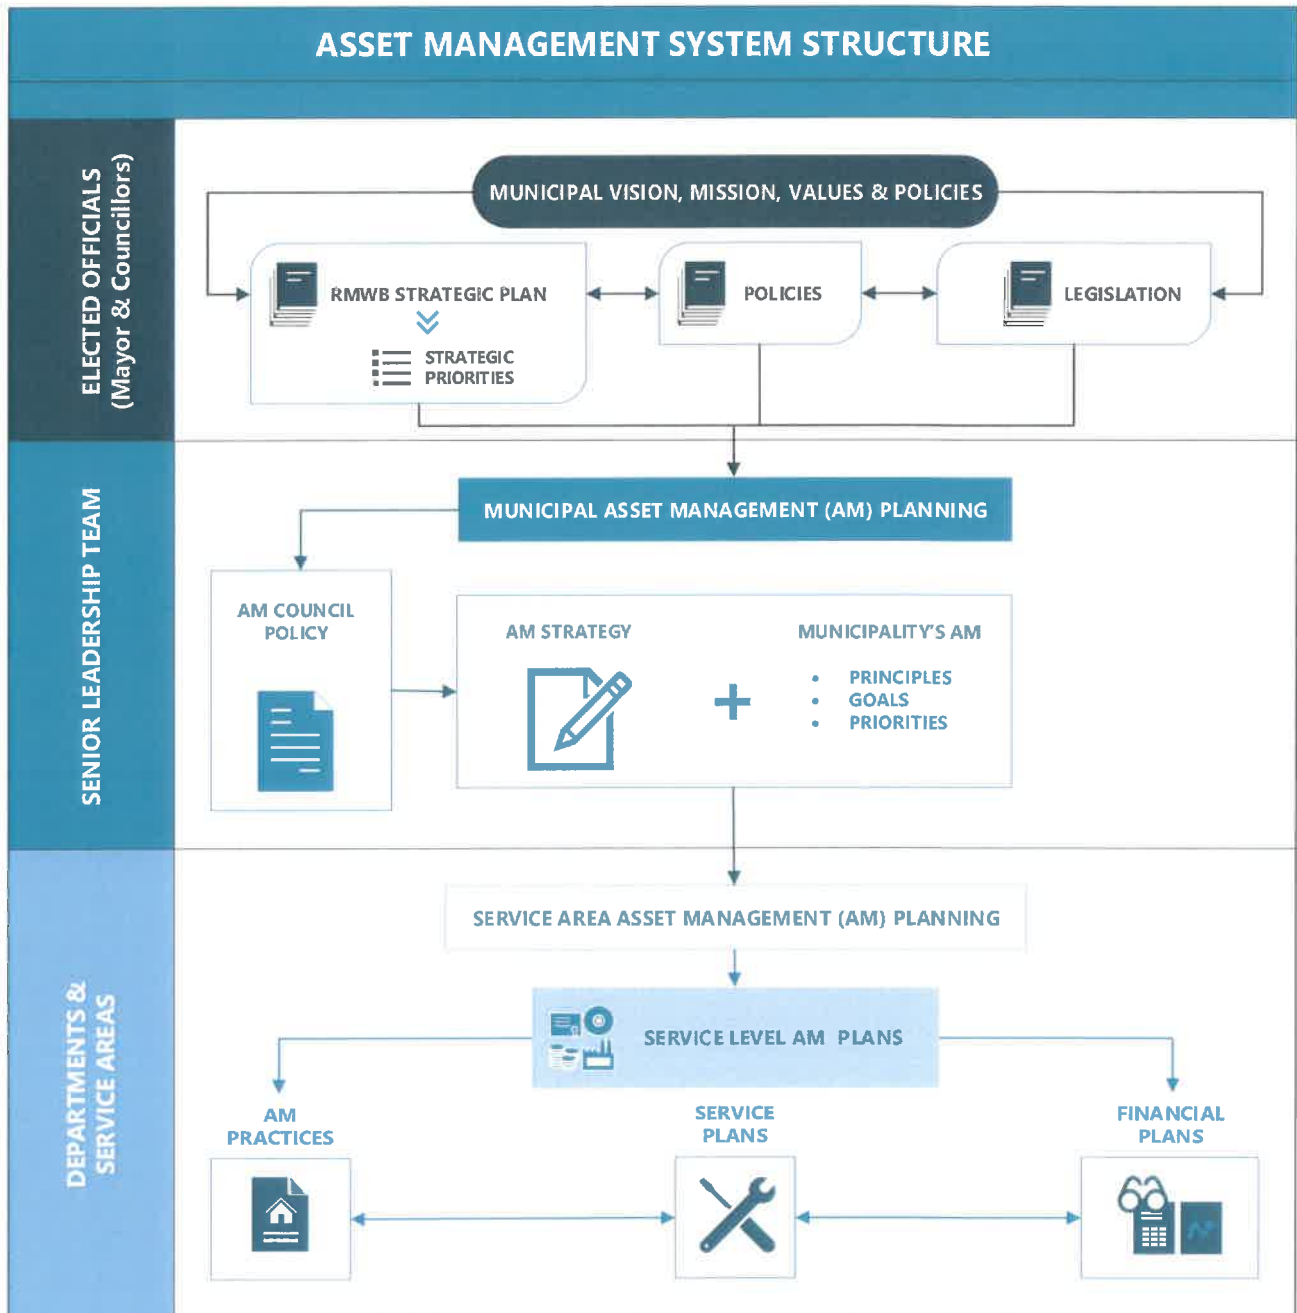 ASSET MANAGEMENT SYSTEM STRUCTURE
ELECTED OFFICIALS
(Mayor & Councillors)
MUNICIPAL VISION, MISSION, VALUES & POLICIES
RMWB STRATEGIC PLAN
STRATEGIC
PRIORITIES
POLICIES
LEGISLATION
SENIOR LEADERSHIP TEAM
MUNICIPAL ASSET MANAGEMENT (AM) PLANNING
AM COUNCIL
POLICY
AM STRATEGY
MUNICIPALITY'S AM
• PRINCIPLES
• GOALS
• PRIORITIES
DEPARTMENTS &
SERVICE AREAS
SERVICE AREA ASSET MANAGEMENT (AM) PLANNING
SERVICE LEVEL AM PLANS
AM
PRACTICES
SERVICE
PLANS
FINANCIAL
PLANS